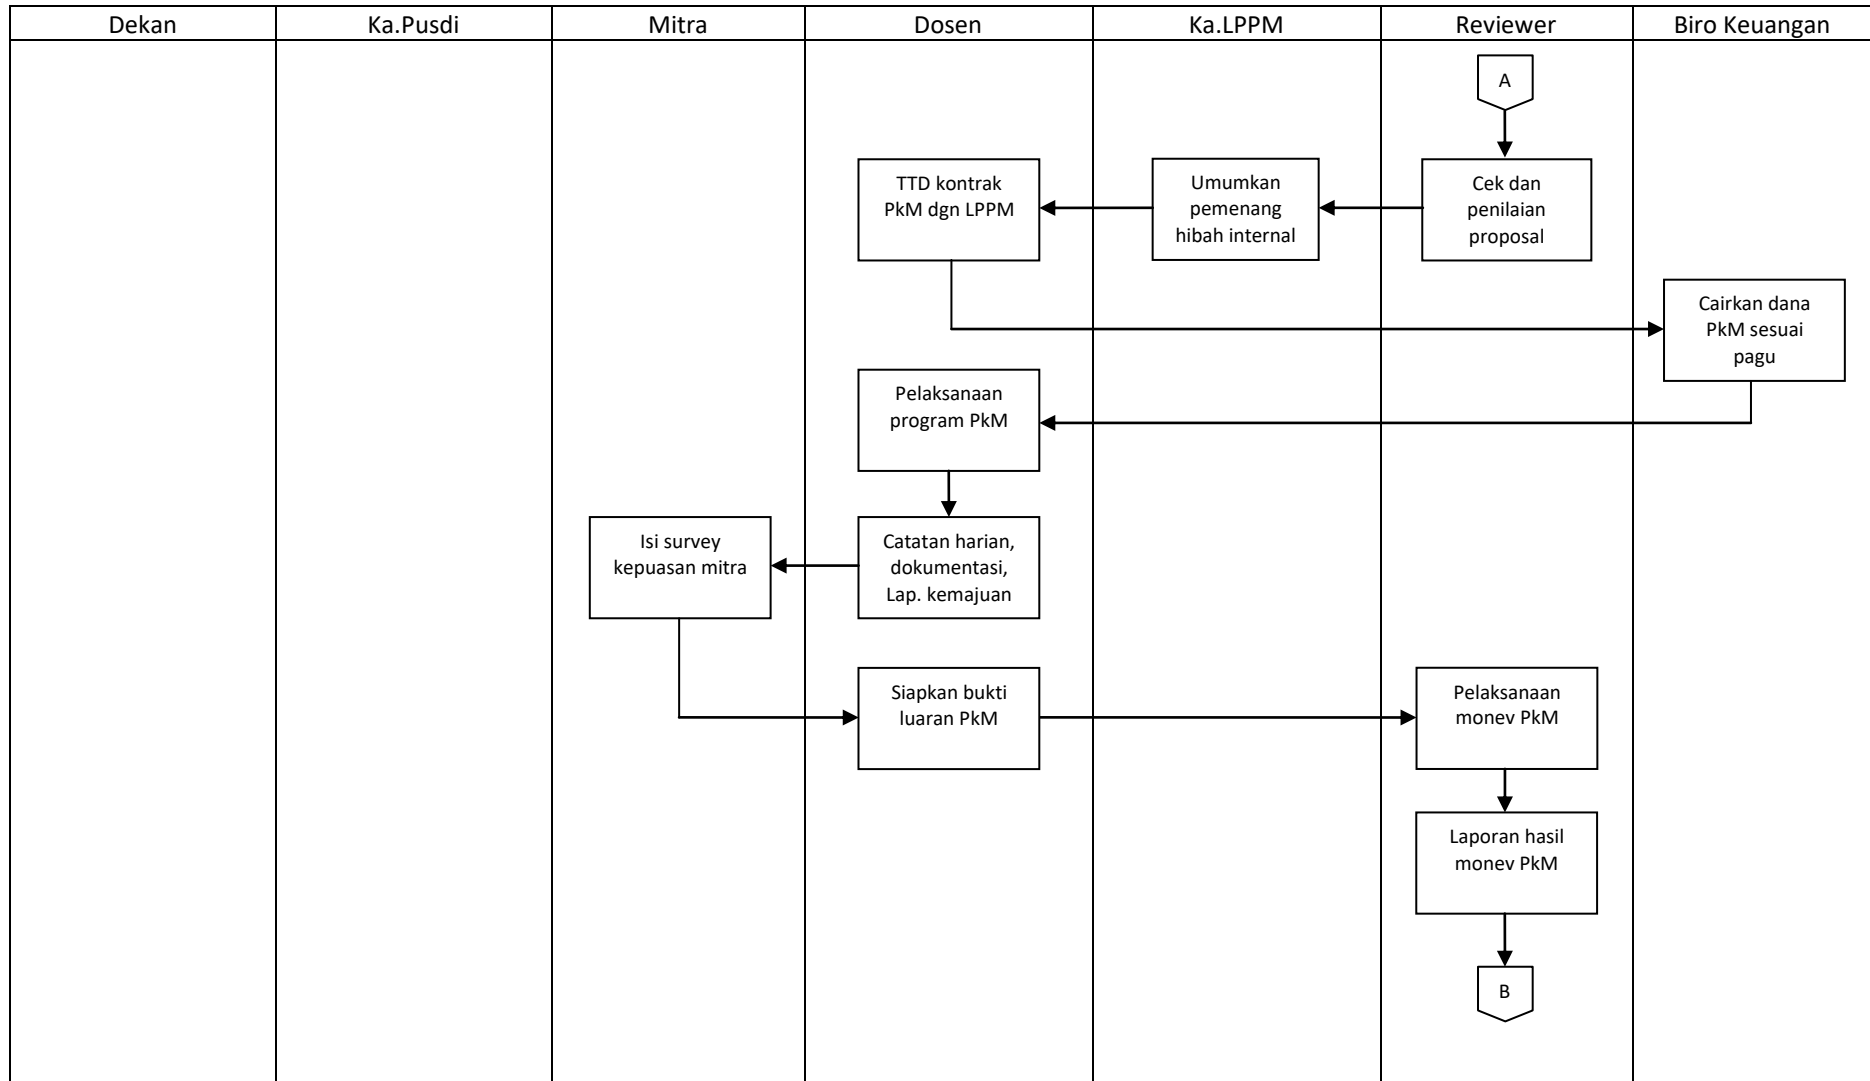 Dekan
Ka.Pusdi
Mitra
Dosen
Ka.LPPM
Reviewer
Biro Keuangan
A
TTD kontrak
PkM dgn LPPM
Umumkan
pemenang
hibah internal
Cek dan
penilaian
proposal
Cairkan dana
PkM sesuai
pagu
Pelaksanaan
program PkM
Isi survey
kepuasan mitra
Catatan harian,
dokumentasi,
Lap. kemajuan
Siapkan bukti
luaran PkM
Pelaksanaan
monev PkM
Laporan hasil
monev PkM
B